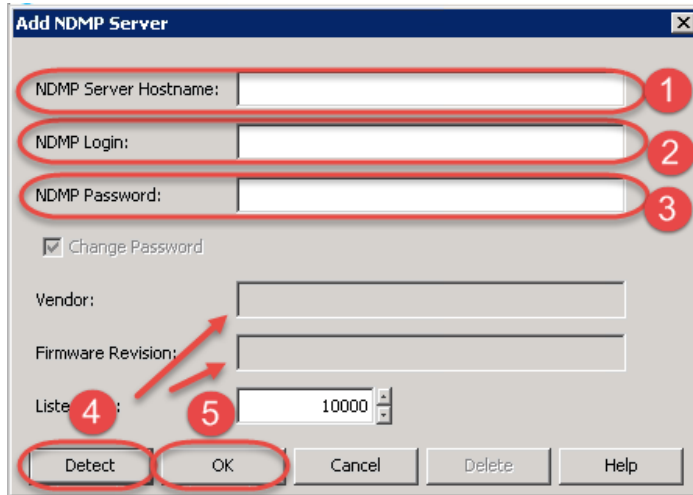 Add NDMP Server
NDMP Server Hostname:
1
NDMP Login:
2
NDMP Password:
3
Change Password
Vendor:
Firmware Revision:
4
5
10000
Detect OK Cancel Delete Help